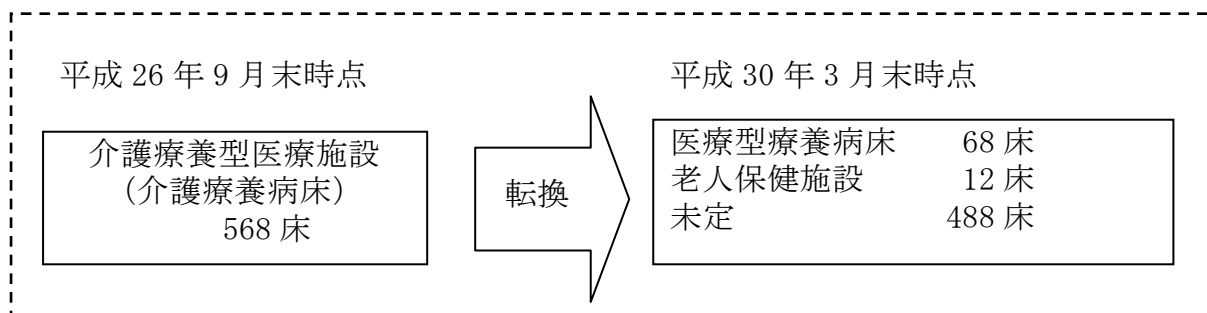 平成 26 年 9 月末時点
介護療養型医療施設
(介護療養病床)
568 床
転換
平成 30 年 3 月末時点
医療型療養病床 68 床
老人保健施設 12 床
未定 488 床